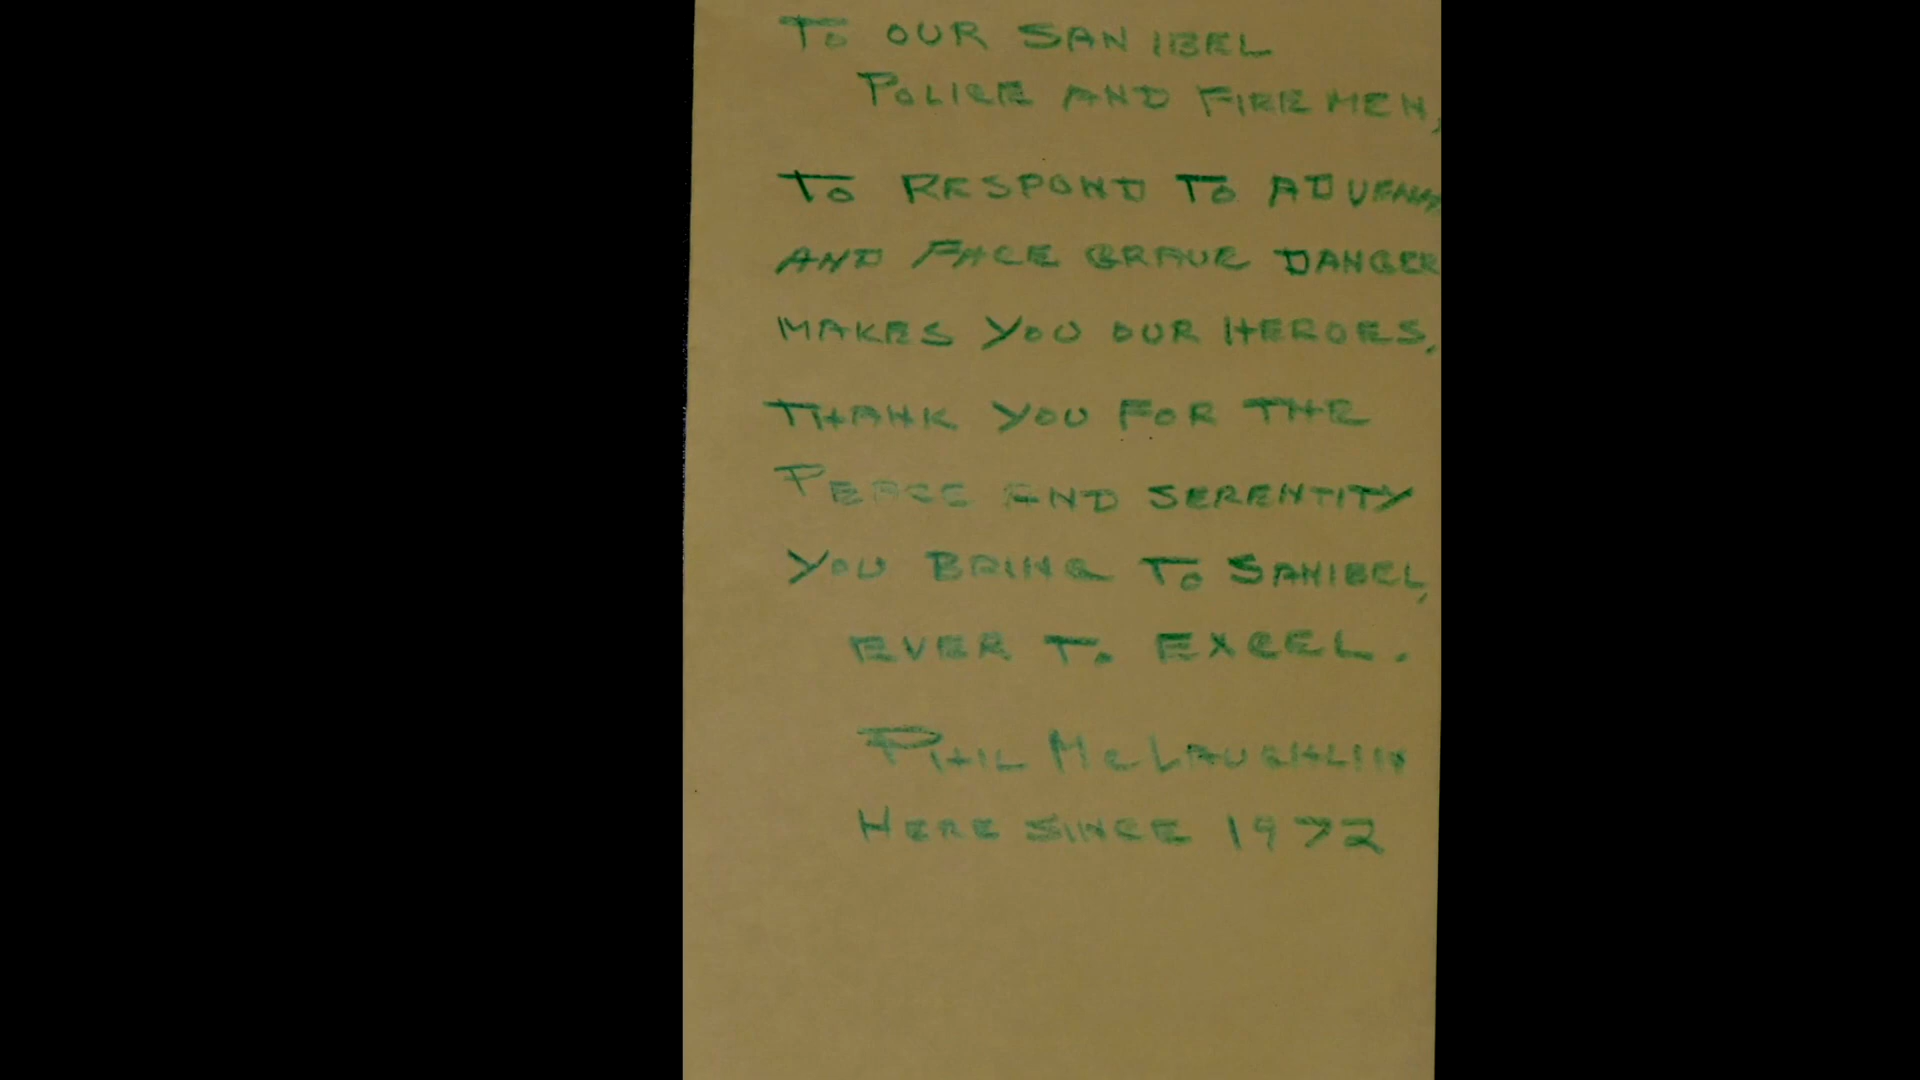 To OUR SANIBEL
POLICE AND FIREMEN,
To RESPOND To
AND FACE GRAVE DANGER
MAKES YOU OUR HEROES.
THANK YOU FOR THE
PEACE AND SERENTITY
YOU BRING To SANIBEL,
EVER To EXCEL.
PHIL McLAUGHLIN
HERE SINCE 1972